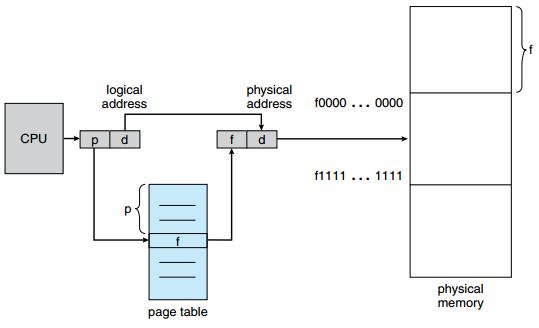 logical
address
physical
address
CPU
p
d
f
d
f0000 ... 0000
f1111 ... 1111
f
p
f
page table
physical
memory